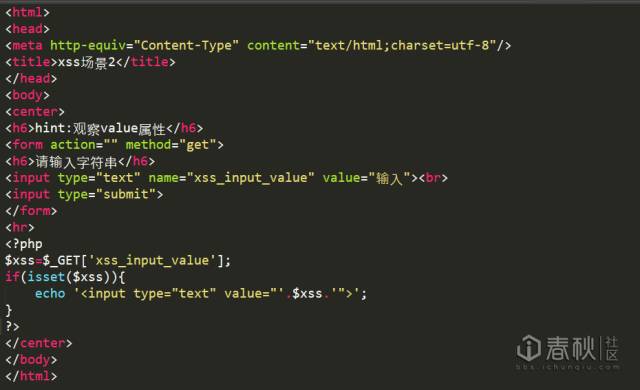 <html>
<head>
<meta http-equiv="Content-Type" content="text/html;charset=utf-8"/>
<title>xss场景2</title>
</head>
<body>
<center>
<h6>hint:观察value属性</h6>
<form action="" method="get">
<h6>请输入字符串</h6>
<input type="text" name="xss_input_value" value="输入"><br>
<input type="submit">
</form>
<hr>
<?php
$xss=$_GET['xss_input_value'];
if(isset($xss)){
    echo '<input type="text" value="'.$xss.'">';
}
?>
</center>
</body>
</html>
春秋 社区
bbs.ichunqiu.com